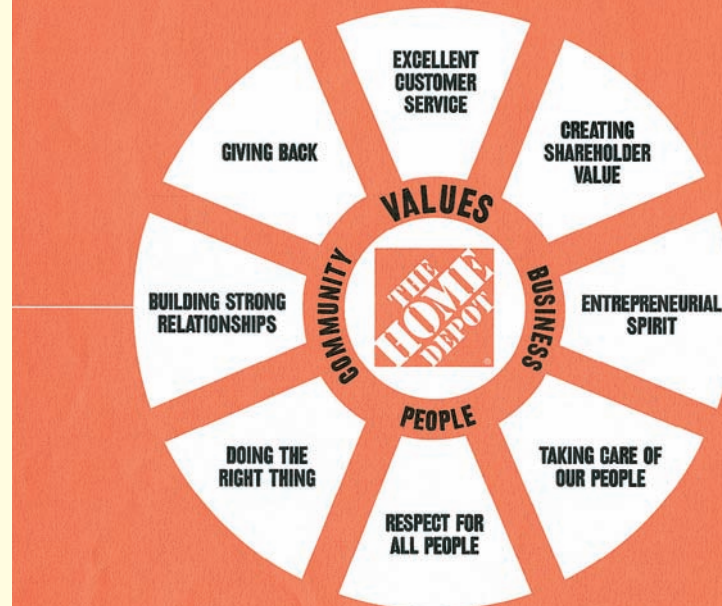 EXCELLENT
CUSTOMER
SERVICE
CREATING
SHAREHOLDER
VALUE
ENTREPRENEURIAL
SPIRIT
TAKING CARE OF
OUR PEOPLE
RESPECT FOR
ALL PEOPLE
DOING THE
RIGHT THING
BUILDING STRONG
RELATIONSHIPS
GIVING BACK
VALUES
BUSINESS
PEOPLE
COMMUNITY
THE
HOME
DEPOT
®